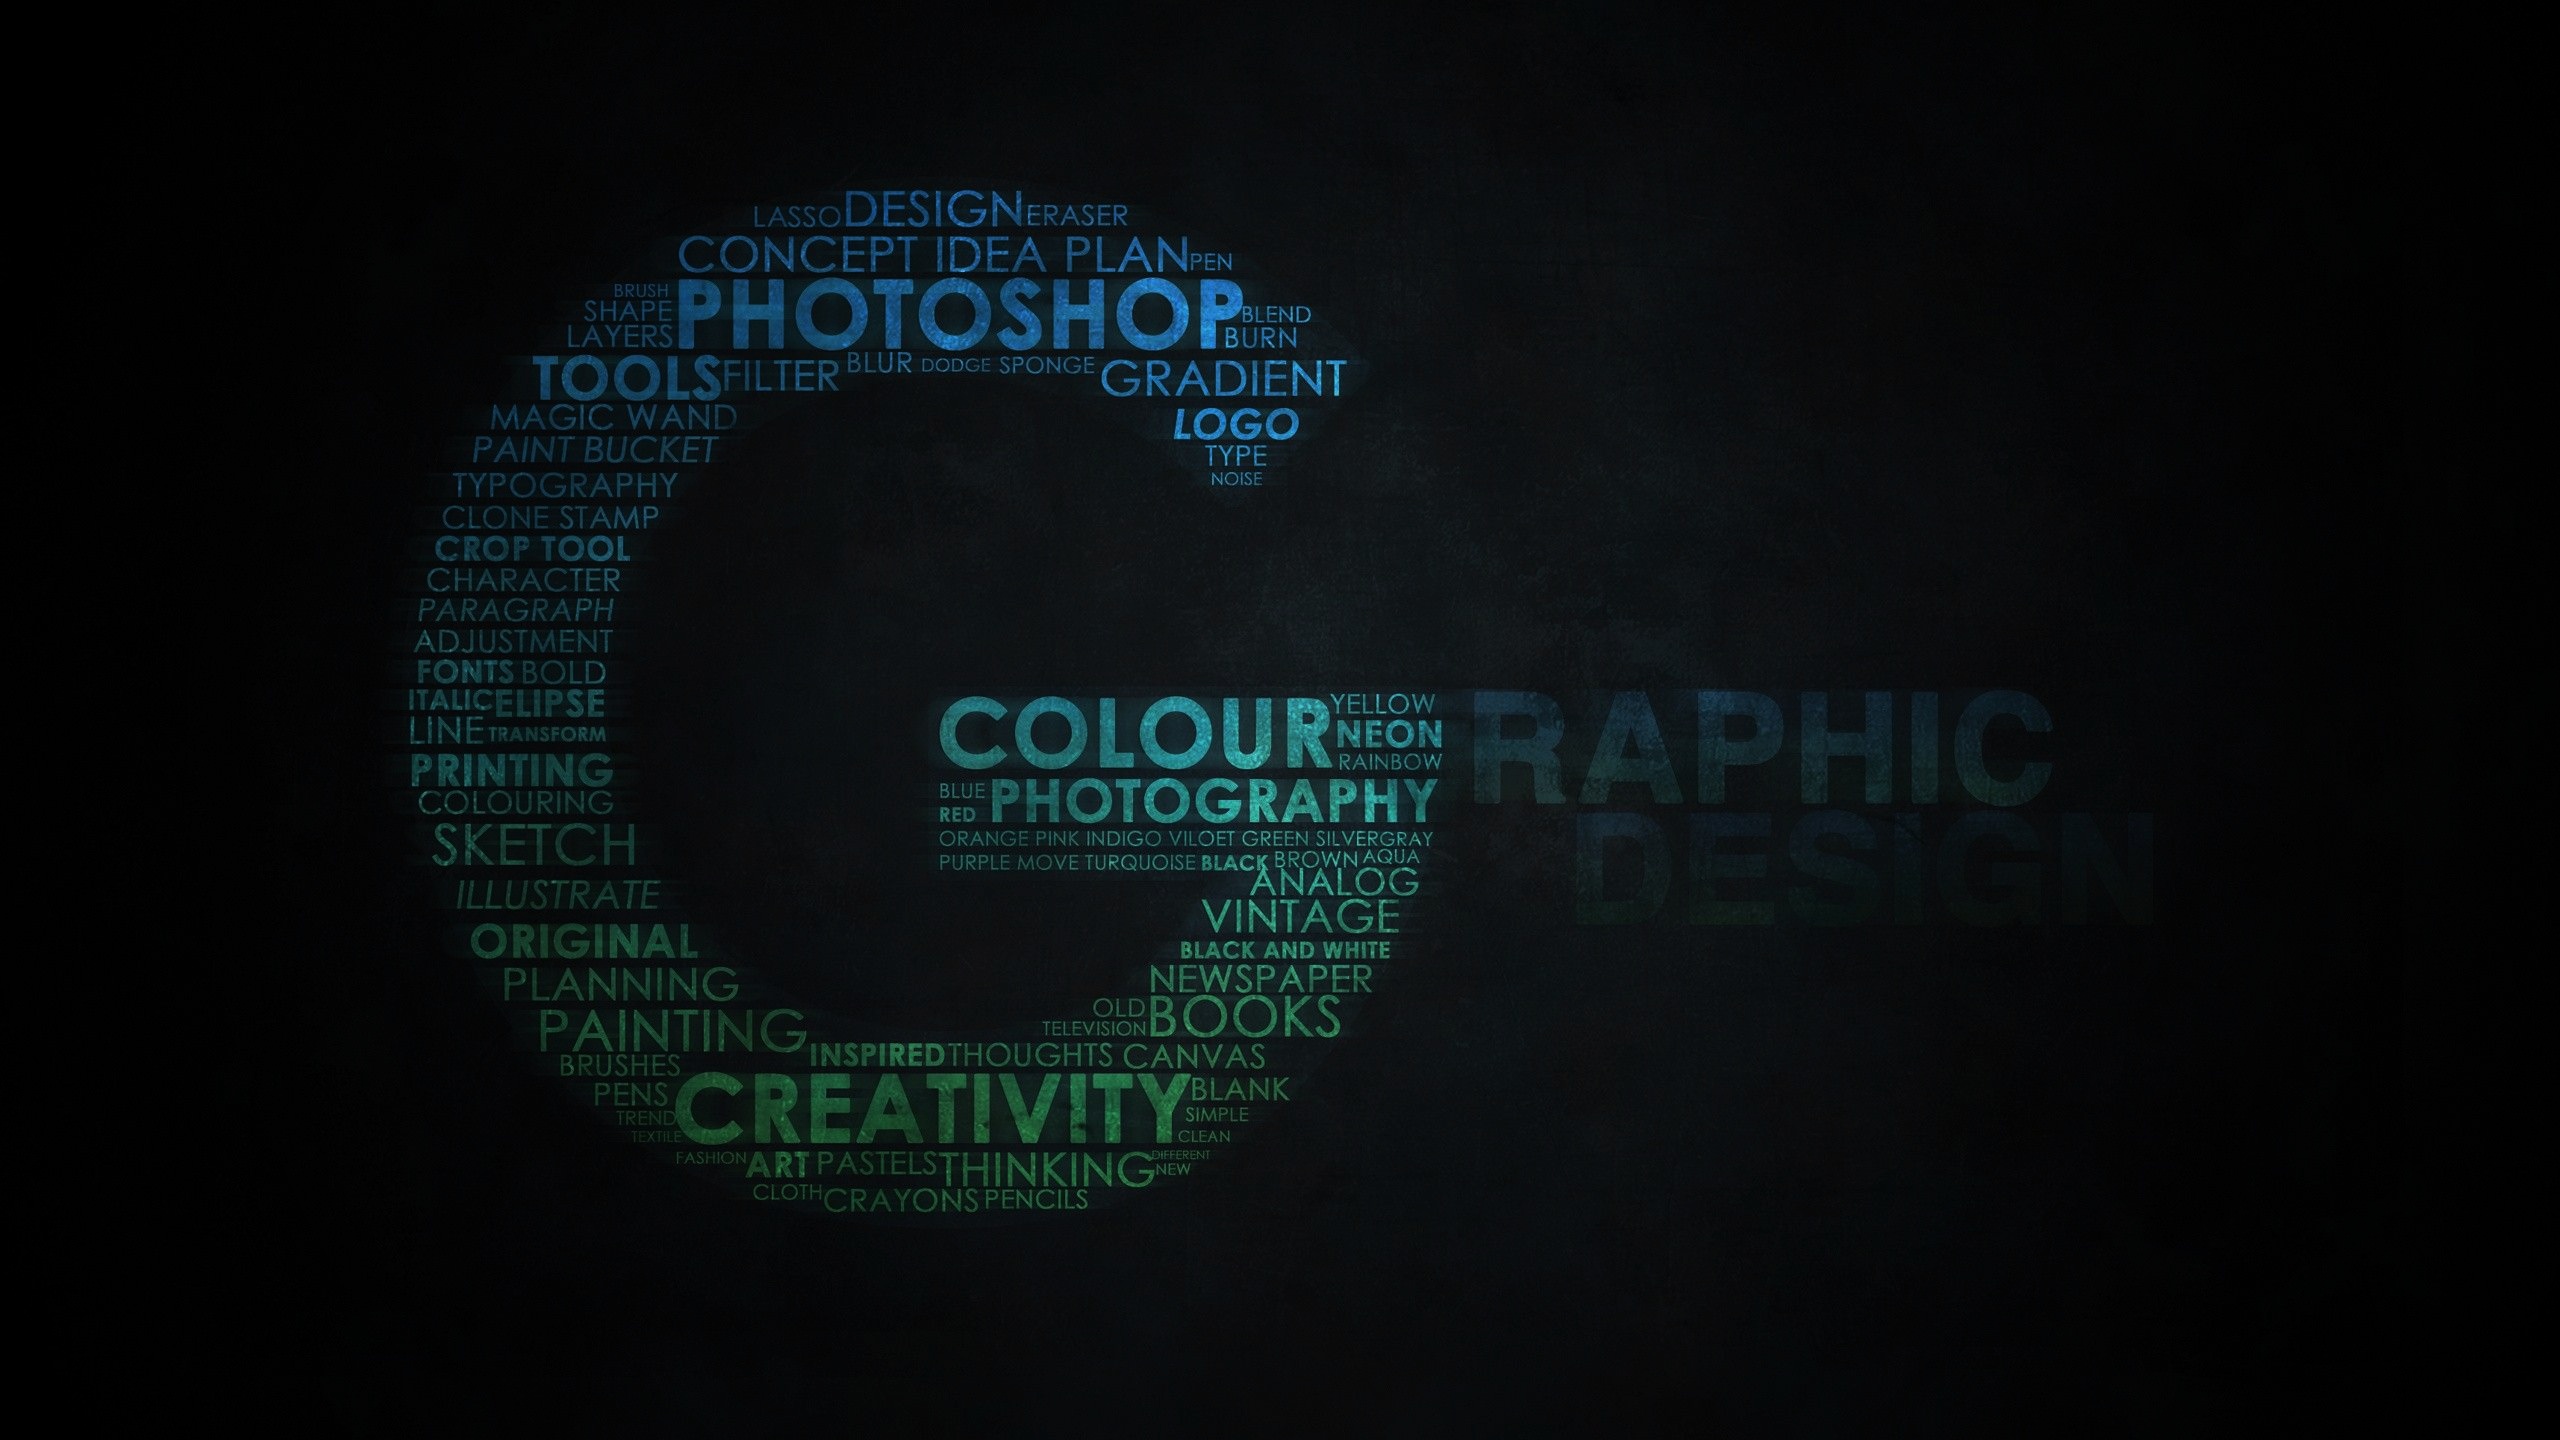 LASSO DESIGN ERASER
CONCEPT IDEA PLAN PEN
BRUSH
SHAPE PHOTOSHOP BLEND
LAYERS BURN
TOOLS FILTER BLUR DODGE SPONGE GRADIENT
MAGIC WAND LOGO
PAINT BUCKET TYPE
TYPOGRAPHY NOISE
CLONE STAMP
CROP TOOL
CHARACTER
PARAGRAPH
ADJUSTMENT
FONTS BOLD
ITALIC ELIPSE
LINE TRANSFORM
PRINTING
COLOURING
SKETCH
ILLUSTRATE
ORIGINAL
PLANNING
PAINTING
COLOUR YELLOW
NEON
RAINBOW
BLUE PHOTOGRAPHY
RED
ORANGE PINK INDIGO VILOET GREEN SILVERGRAY
PURPLE MOVE TURQUOISE BLACK BROWN AQUA
ANALOG
VINTAGE
BLACK AND WHITE
NEWSPAPER
OLD BOOKS
TELEVISION
INSPIRED THOUGHTS CANVAS
BRUSHES
PENS CREATIVITY BLANK
TREND SIMPLE
TEXTILE CLEAN
FASHION ART PASTELS THINKING DIFFERENT
NEW
CLOTH CRAYONS PENCILS
RAPHIC
DESIGN